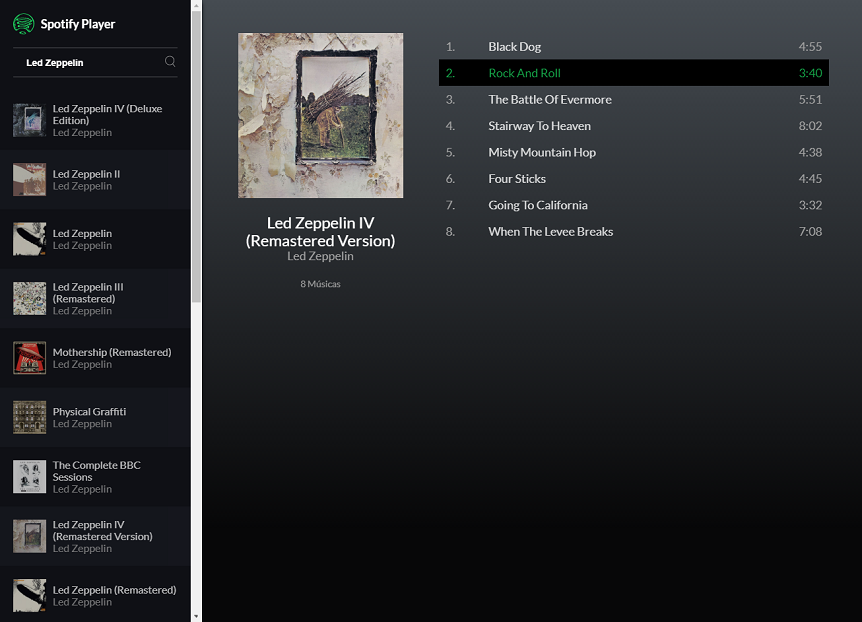 Spotify Player
Led Zeppelin
Led Zeppelin IV (Deluxe
Edition)
Led Zeppelin
Led Zeppelin II
Led Zeppelin
Led Zeppelin
Led Zeppelin
Led Zeppelin III
(Remastered)
Led Zeppelin
Mothership (Remastered)
Led Zeppelin
Physical Graffiti
Led Zeppelin
The Complete BBC
Sessions
Led Zeppelin
Led Zeppelin IV
(Remastered Version)
Led Zeppelin
Led Zeppelin (Remastered)
Led Zeppelin
Led Zeppelin IV
(Remastered Version)
Led Zeppelin
8 Músicas
1. Black Dog 4:55
2. Rock And Roll 3:40
3. The Battle Of Evermore 5:51
4. Stairway To Heaven 8:02
5. Misty Mountain Hop 4:38
6. Four Sticks 4:45
7. Going To California 3:32
8. When The Levee Breaks 7:08